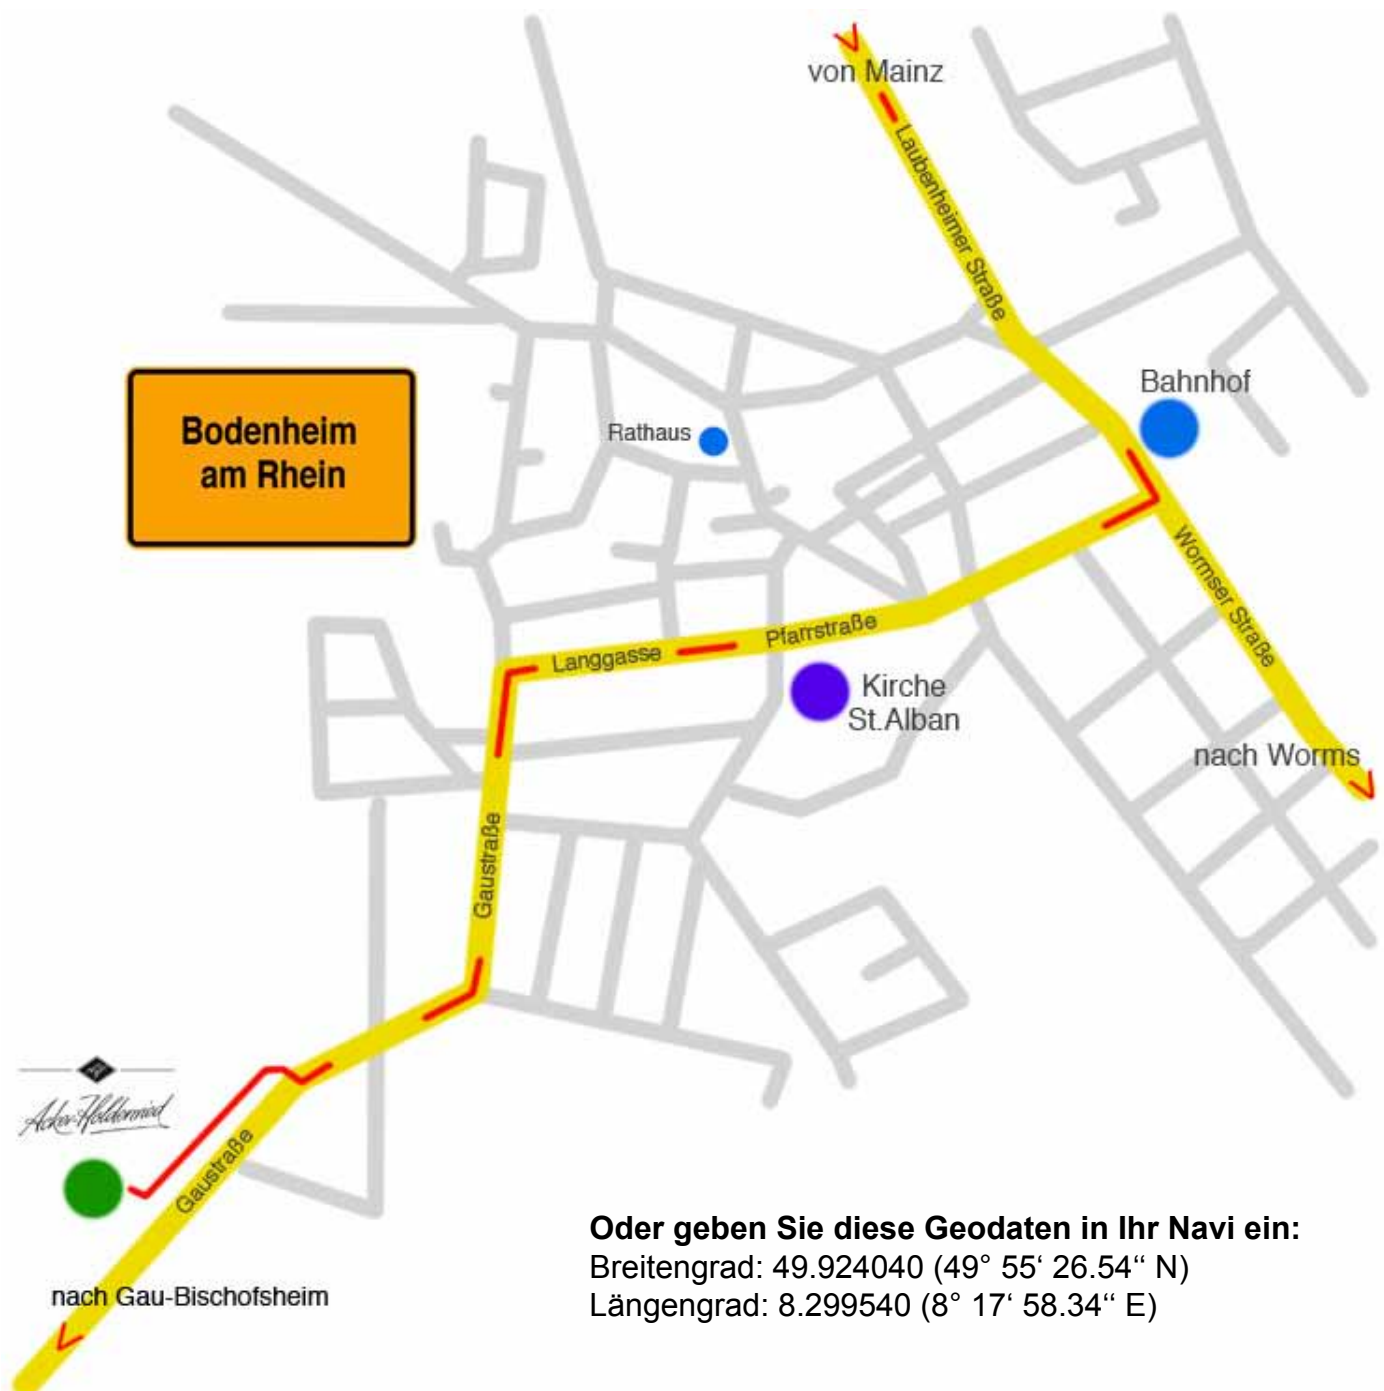 von Mainz
Laubenheimer Straße
Bahnhof
Bodenheim
am Rhein
Rathaus
Wormser Straße
Pfarrstraße
Langgasse
Kirche
St.Alban
nach Worms
Gaustraße
Acker-Holdenried
Gaustraße
Oder geben Sie diese Geodaten in Ihr Navi ein:
Breitengrad: 49.924040 (49° 55‘ 26.54“ N)
Längengrad: 8.299540 (8° 17‘ 58.34“ E)
nach Gau-Bischofsheim